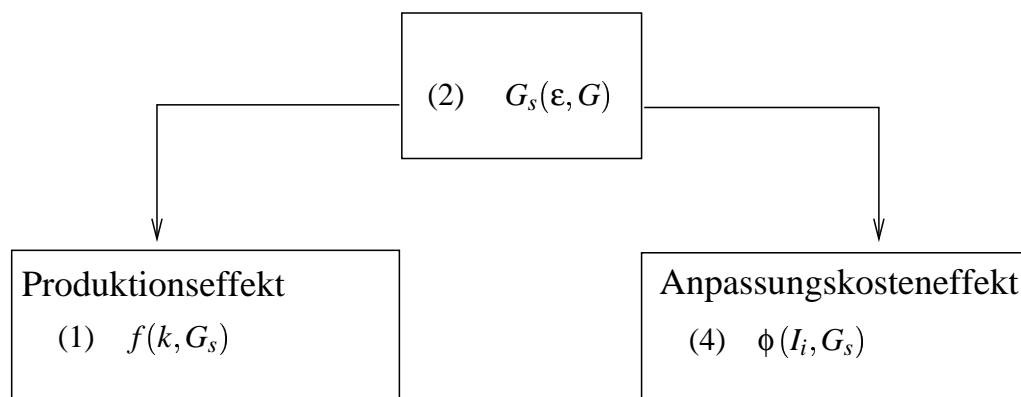 (2) G_s(ε, G)
Produktionseffekt
(1) f(k, G_s)
Anpassungskosteneffekt
(4) ϕ(I_i, G_s)